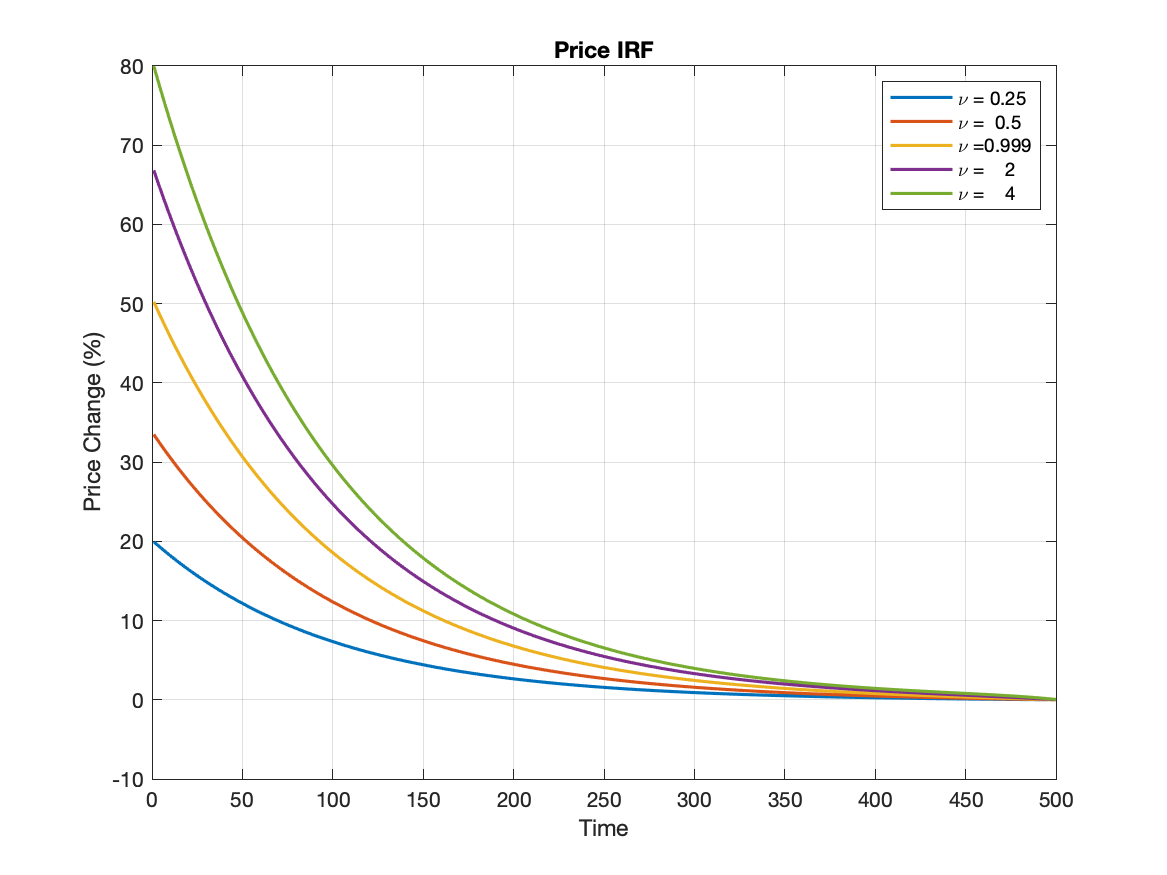 Price IRF
80
70
60
50
40
30
20
10
0
-10
Price Change (%)
0 50 100 150 200 250 300 350 400 450 500
Time
ν = 0.25
ν = 0.5
ν =0.999
ν = 2
ν = 4